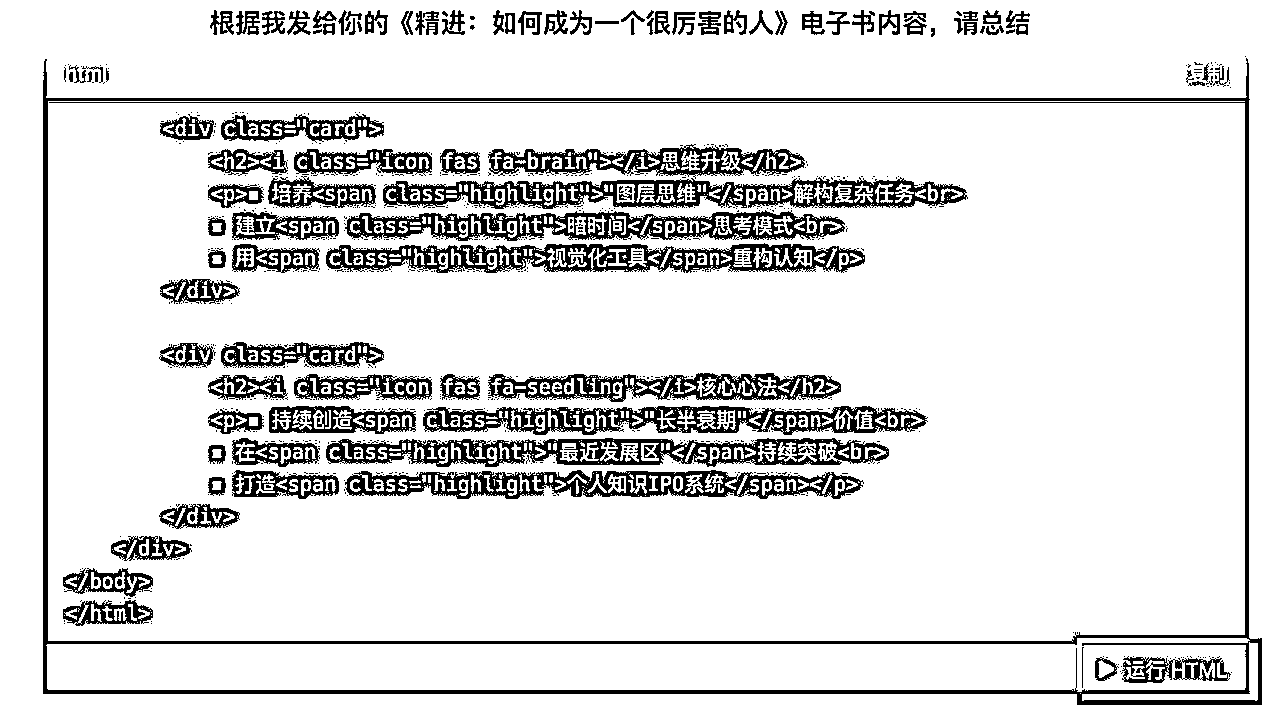 根据我发给你的《精进：如何成为一个很厉害的人》电子书内容，请总结
html
复制
<div class="card">
<h2><i class="icon fas fa-brain"></i>思维升级</h2>
<p>▪ 培养<span class="highlight">"图层思维"</span>解构复杂任务<br>
▪ 建立<span class="highlight">暗时间</span>思考模式<br>
▪ 用<span class="highlight">视觉化工具</span>重构认知</p>
</div>
<div class="card">
<h2><i class="icon fas fa-seedling"></i>核心心法</h2>
<p>▪ 持续创造<span class="highlight">"长半衰期"</span>价值<br>
▪ 在<span class="highlight">"最近发展区"</span>持续突破<br>
▪ 打造<span class="highlight">个人知识IPO系统</span></p>
</div>
</div>
</body>
</html>
运行 HTML